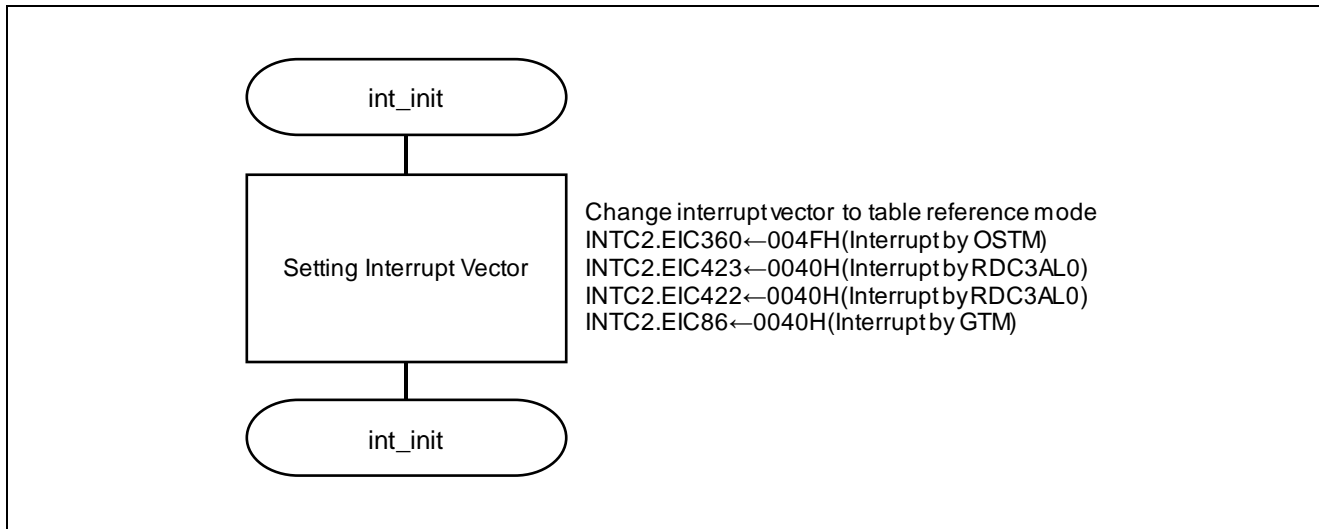 int_init
Setting Interrupt Vector
Change interrupt vector to table reference mode
INTC2.EIC360←004FH(Interrupt by OSTM)
INTC2.EIC423←0040H(Interrupt by RDC3AL0)
INTC2.EIC422←0040H(Interrupt by RDC3AL0)
INTC2.EIC86←0040H(Interrupt by GTM)
int_init